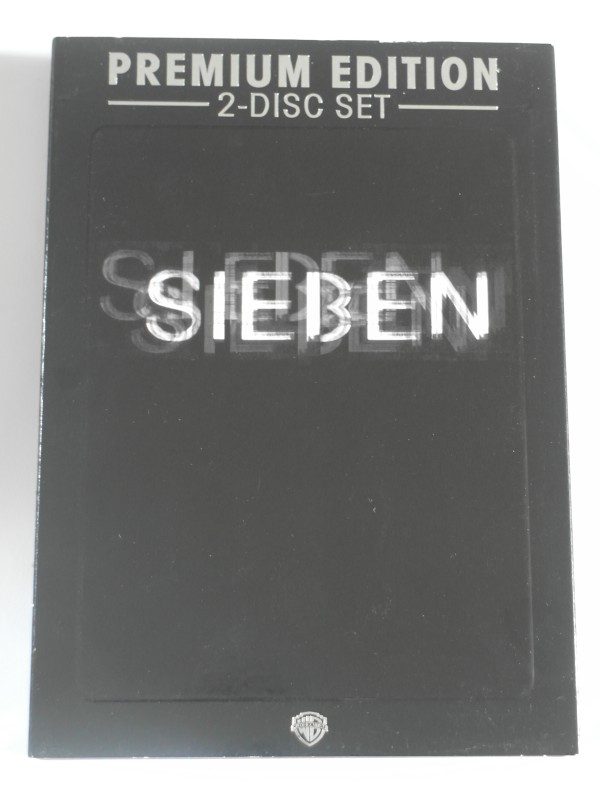 PREMIUM EDITION
2-DISC SET
SIEBEN